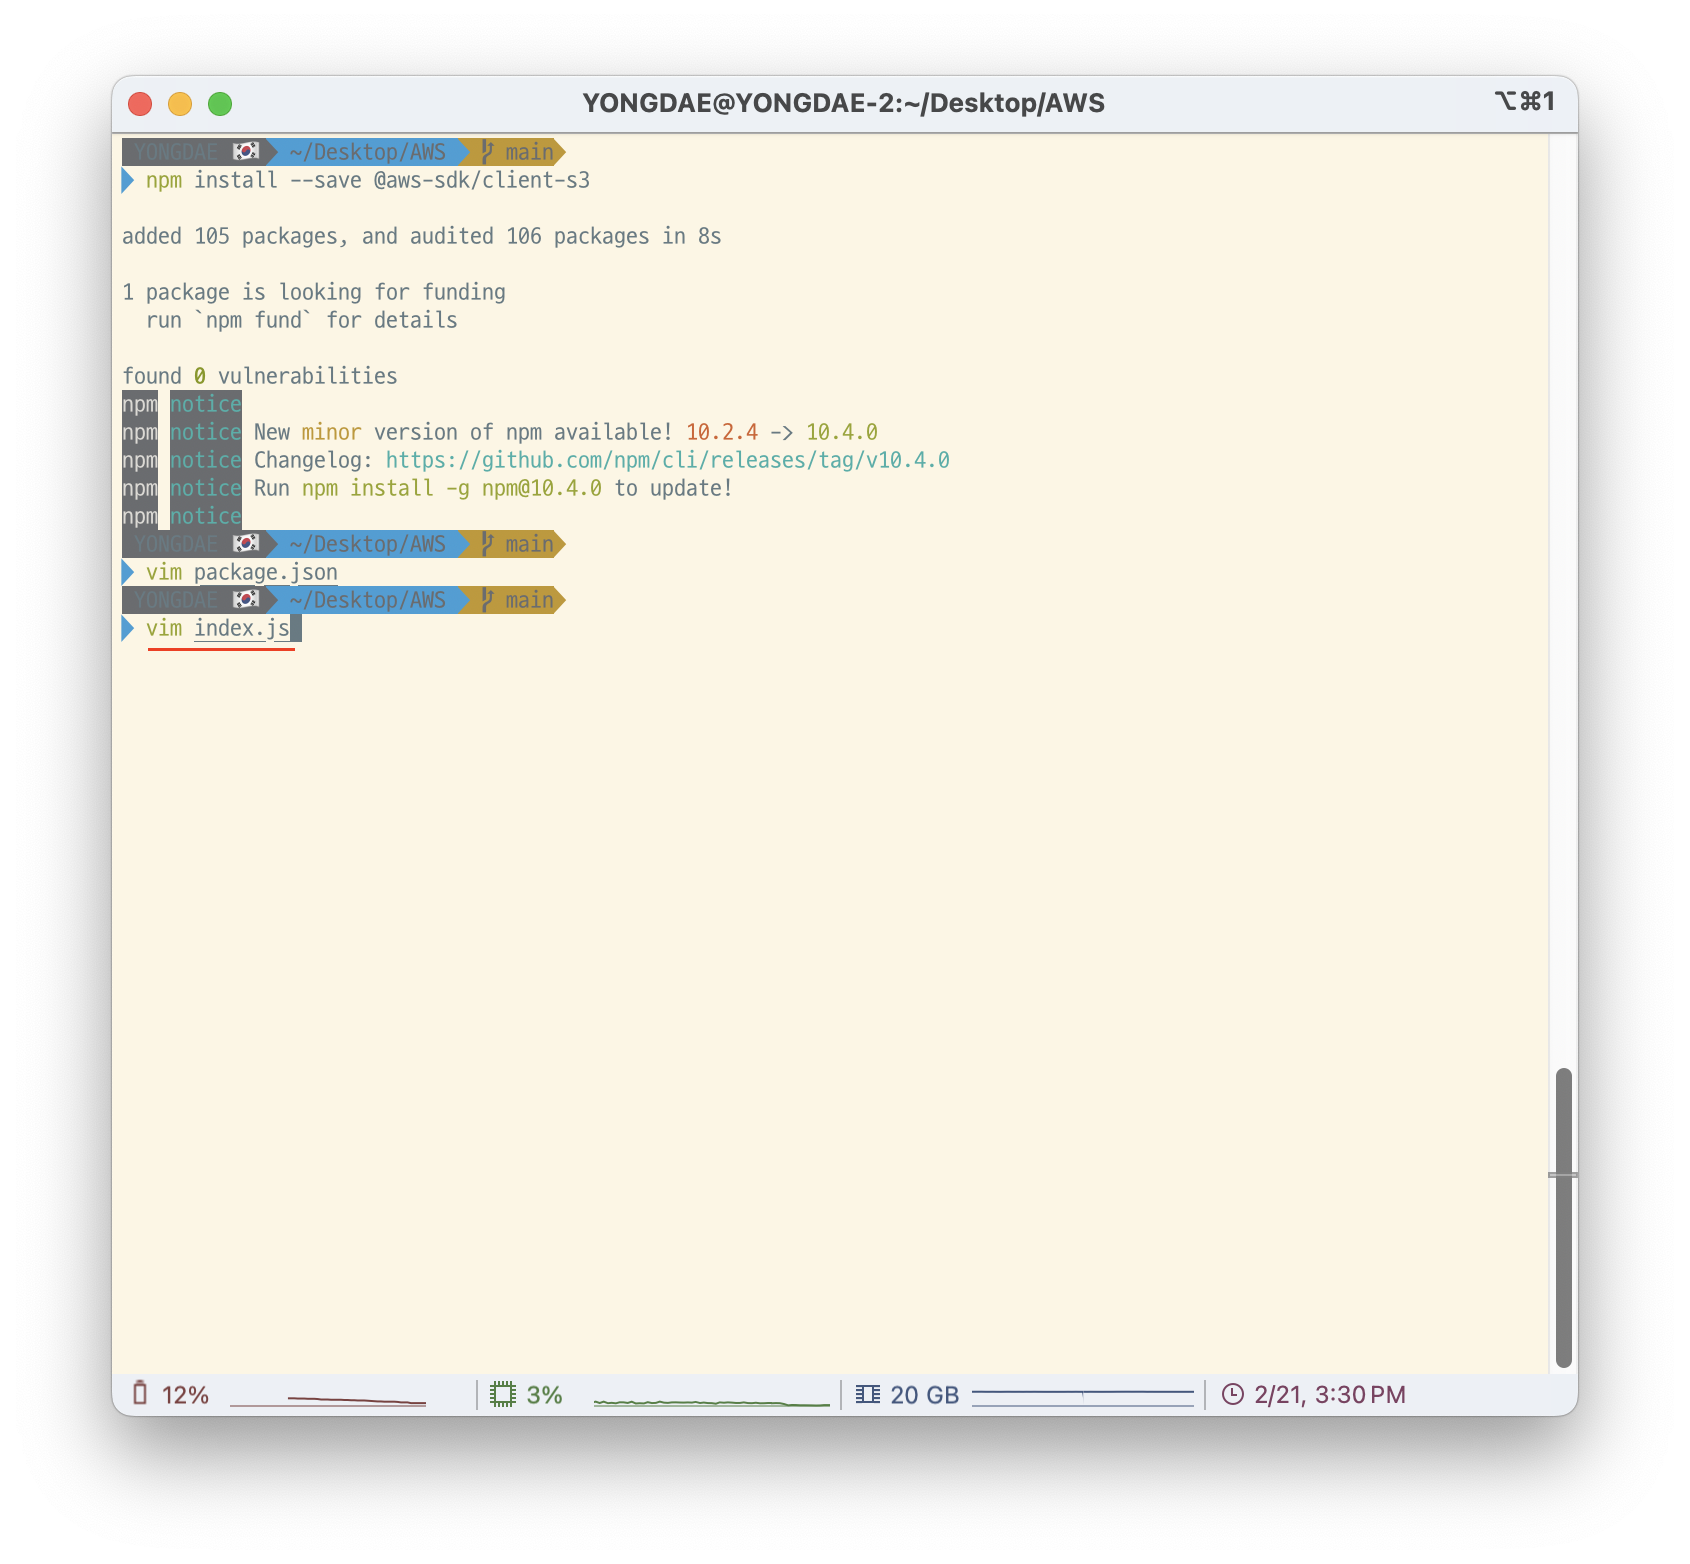 YONGDAE@YONGDAE-2:~/Desktop/AWS ⌥⌘1
YONGDAE 🇰🇷 ~/Desktop/AWS main
npm install --save @aws-sdk/client-s3
added 105 packages, and audited 106 packages in 8s
1 package is looking for funding
run `npm fund` for details
found 0 vulnerabilities
npm notice
npm notice New minor version of npm available! 10.2.4 -> 10.4.0
npm notice Changelog: https://github.com/npm/cli/releases/tag/v10.4.0
npm notice Run npm install -g npm@10.4.0 to update!
npm notice
YONGDAE 🇰🇷 ~/Desktop/AWS main
vim package.json
YONGDAE 🇰🇷 ~/Desktop/AWS main
vim index.js
12% 3% 20 GB 2/21, 3:30 PM